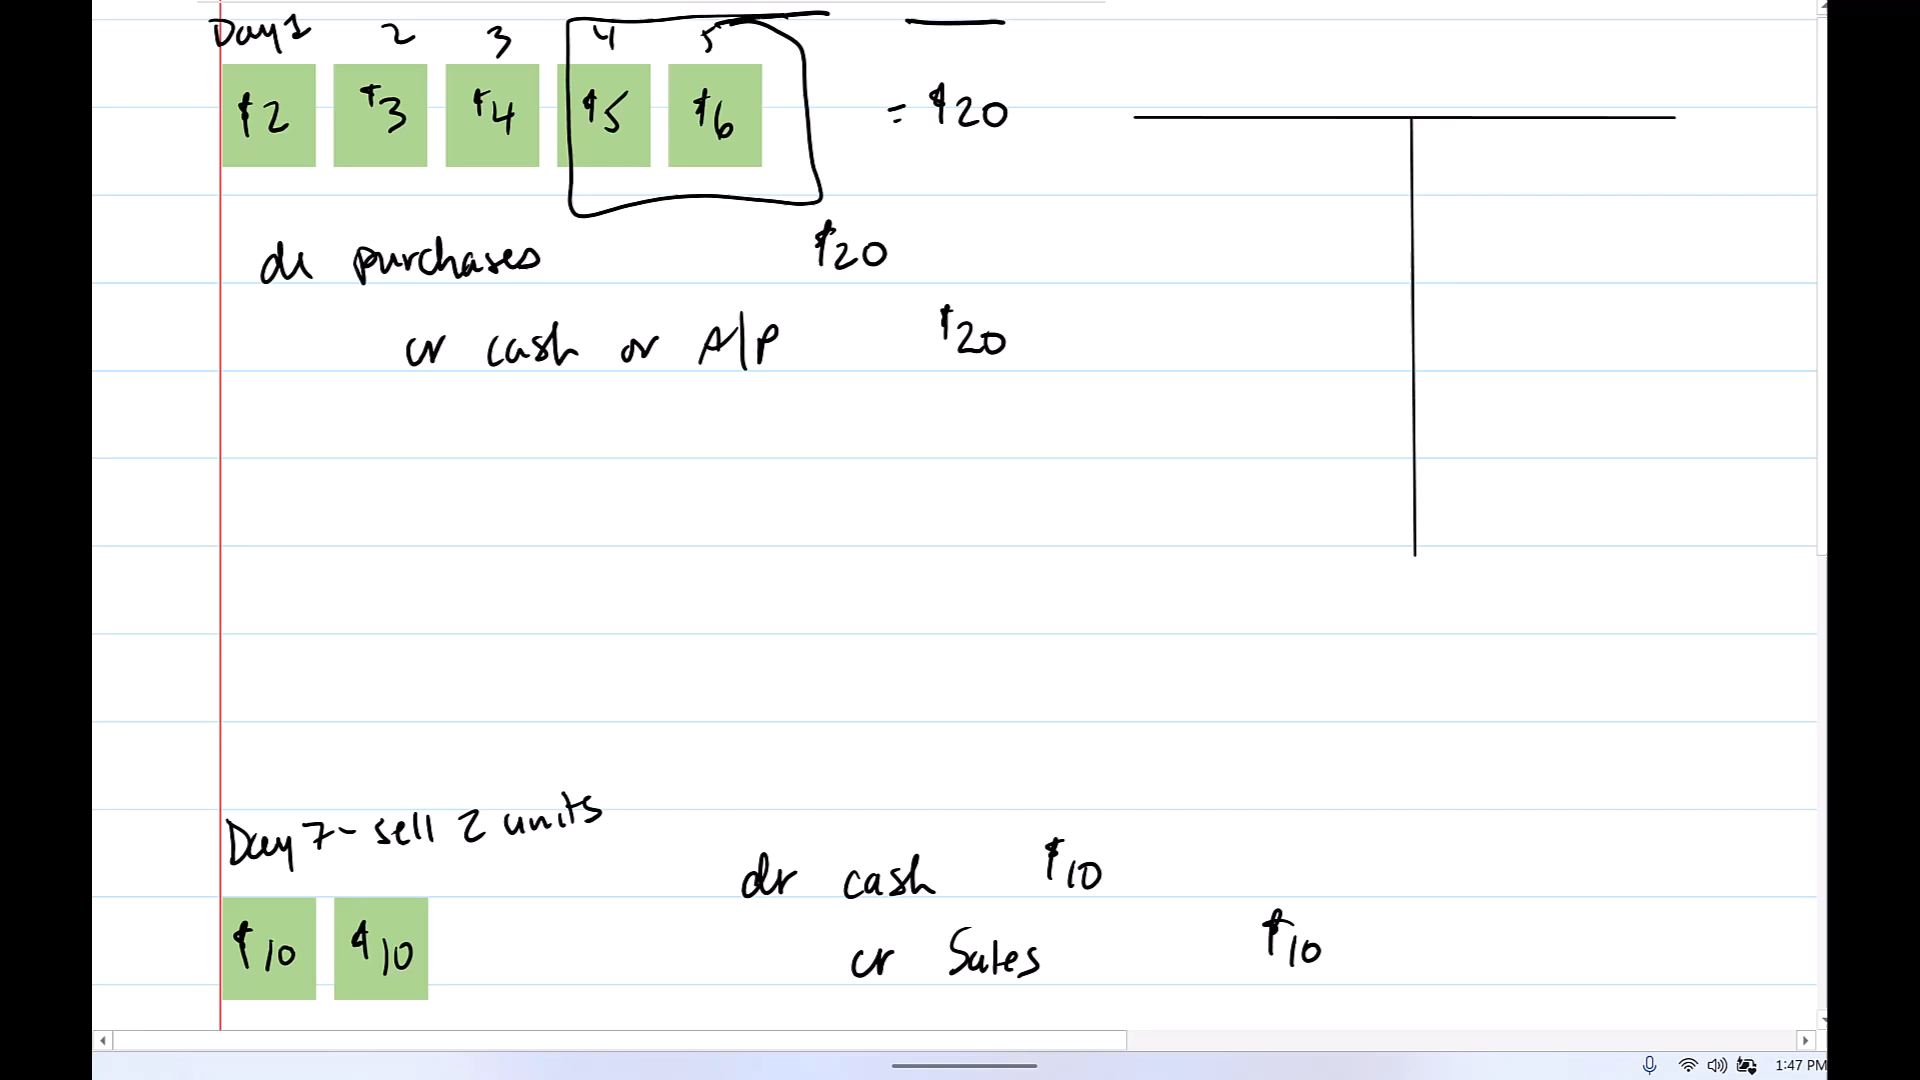 Day 1 2 3 4 5
$2 $3 $4 $5 $6 = $20
dr purchases $20
cr cash or A/P $20
Day 7 - sell 2 units
dr cash $10
$10 $10 cr Sales $10
1:47 PM